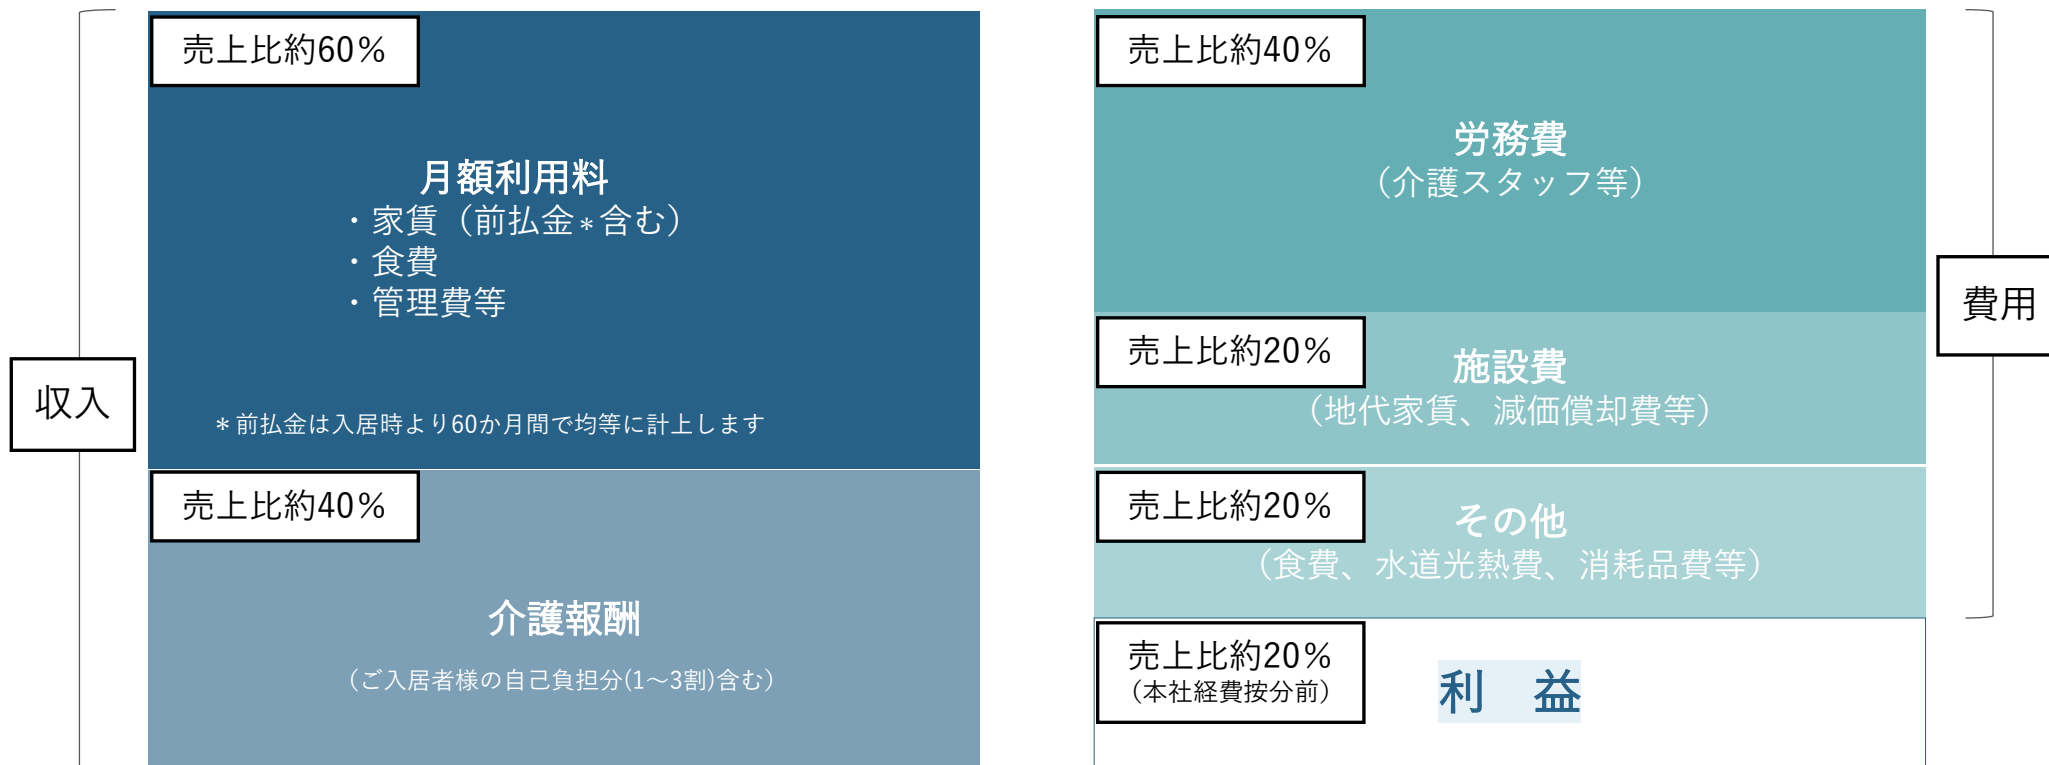 収入
売上比約60%
月額利用料
・家賃（前払金＊含む）
・食費
・管理費等
＊前払金は入居時より60か月間で均等に計上します
売上比約40%
介護報酬
（ご入居者様の自己負担分(1～3割)含む）
売上比約40%
労務費
（介護スタッフ等）
売上比約20%
施設費
（地代家賃、減価償却費等）
売上比約20%
その他
（食費、水道光熱費、消耗品費等）
売上比約20%
（本社経費按分前）
利　益
費用